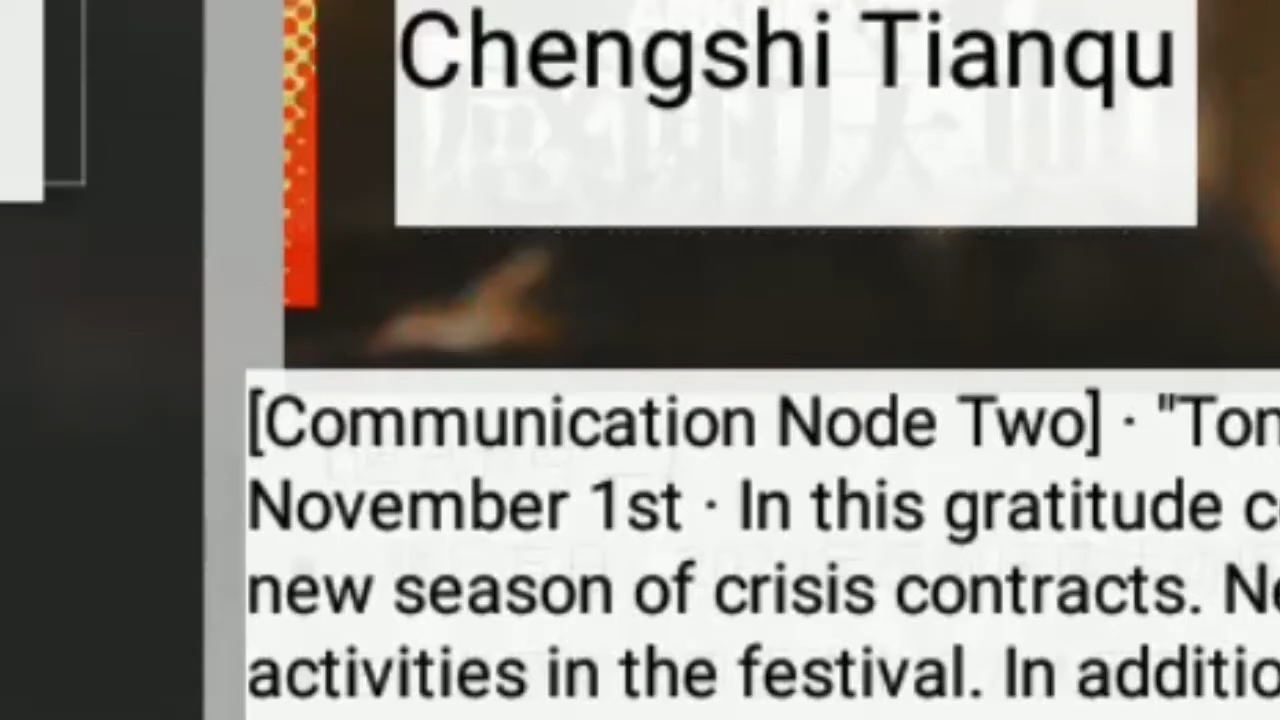 Chengshi Tianqu
[Communication Node Two] · "Ton
November 1st · In this gratitude c
new season of crisis contracts. Ne
activities in the festival. In additio